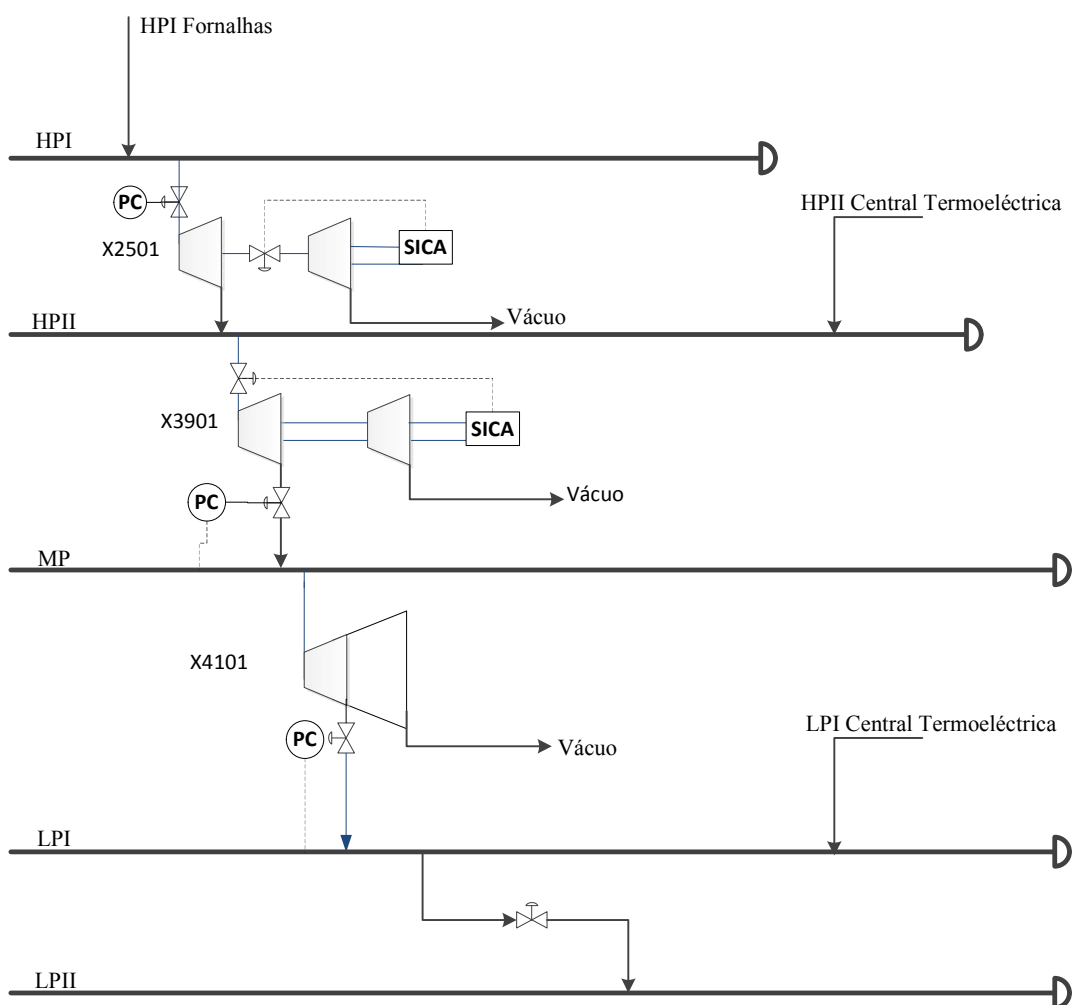 HPI Fornalhas
HPI
PC
HPII Central Termoeléctrica
X2501
SICA
Vácuo
HPII
X3901
SICA
PC
Vácuo
MP
X4101
PC
Vácuo
LPI Central Termoeléctrica
LPI
LPII